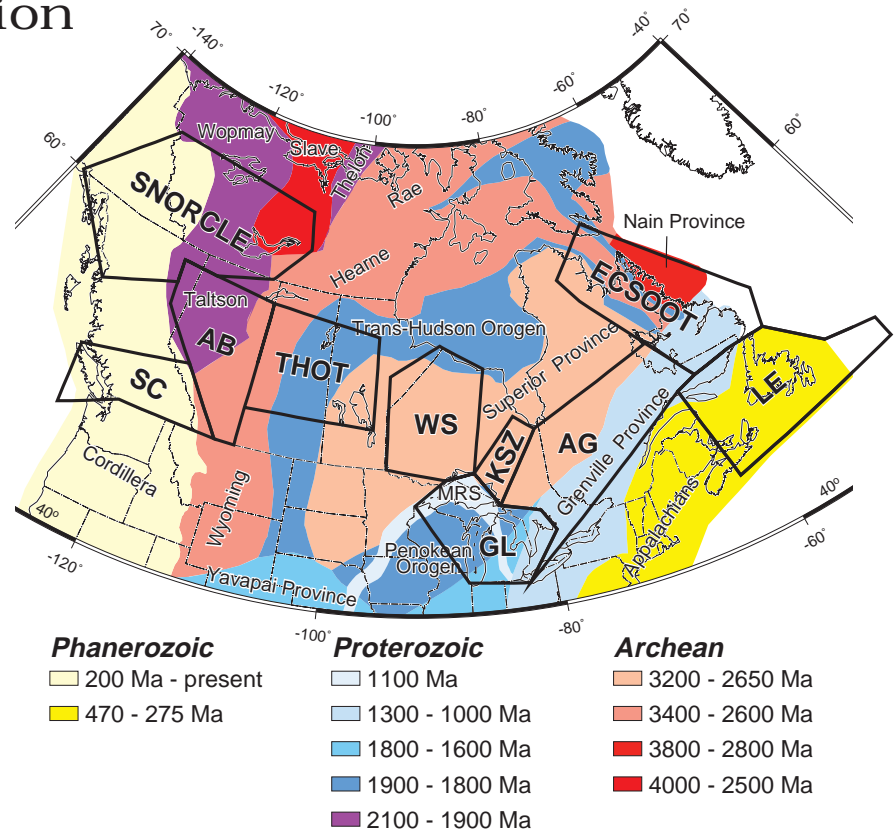 ion
70˚
-140˚
-120˚
-100˚
-80˚
-60˚
-40˚
70˚
60˚
60˚
Wopmay
Slave
Thelon
Rae
Nain Province
SNORCLE
Hearne
ECSOOT
Taltson
Trans-Hudson Orogen
AB
THOT
Superior Province
SC
WS
LE
KSZ
AG
Grenville Province
Cordillera
Wyoming
MRS
40˚
40˚
Penokean
Orogen
GL
Appalachians
-120˚
Yavapai Province
-60˚
-100˚
-80˚
Phanerozoic
200 Ma - present
470 - 275 Ma
Proterozoic
1100 Ma
1300 - 1000 Ma
1800 - 1600 Ma
1900 - 1800 Ma
2100 - 1900 Ma
Archean
3200 - 2650 Ma
3400 - 2600 Ma
3800 - 2800 Ma
4000 - 2500 Ma